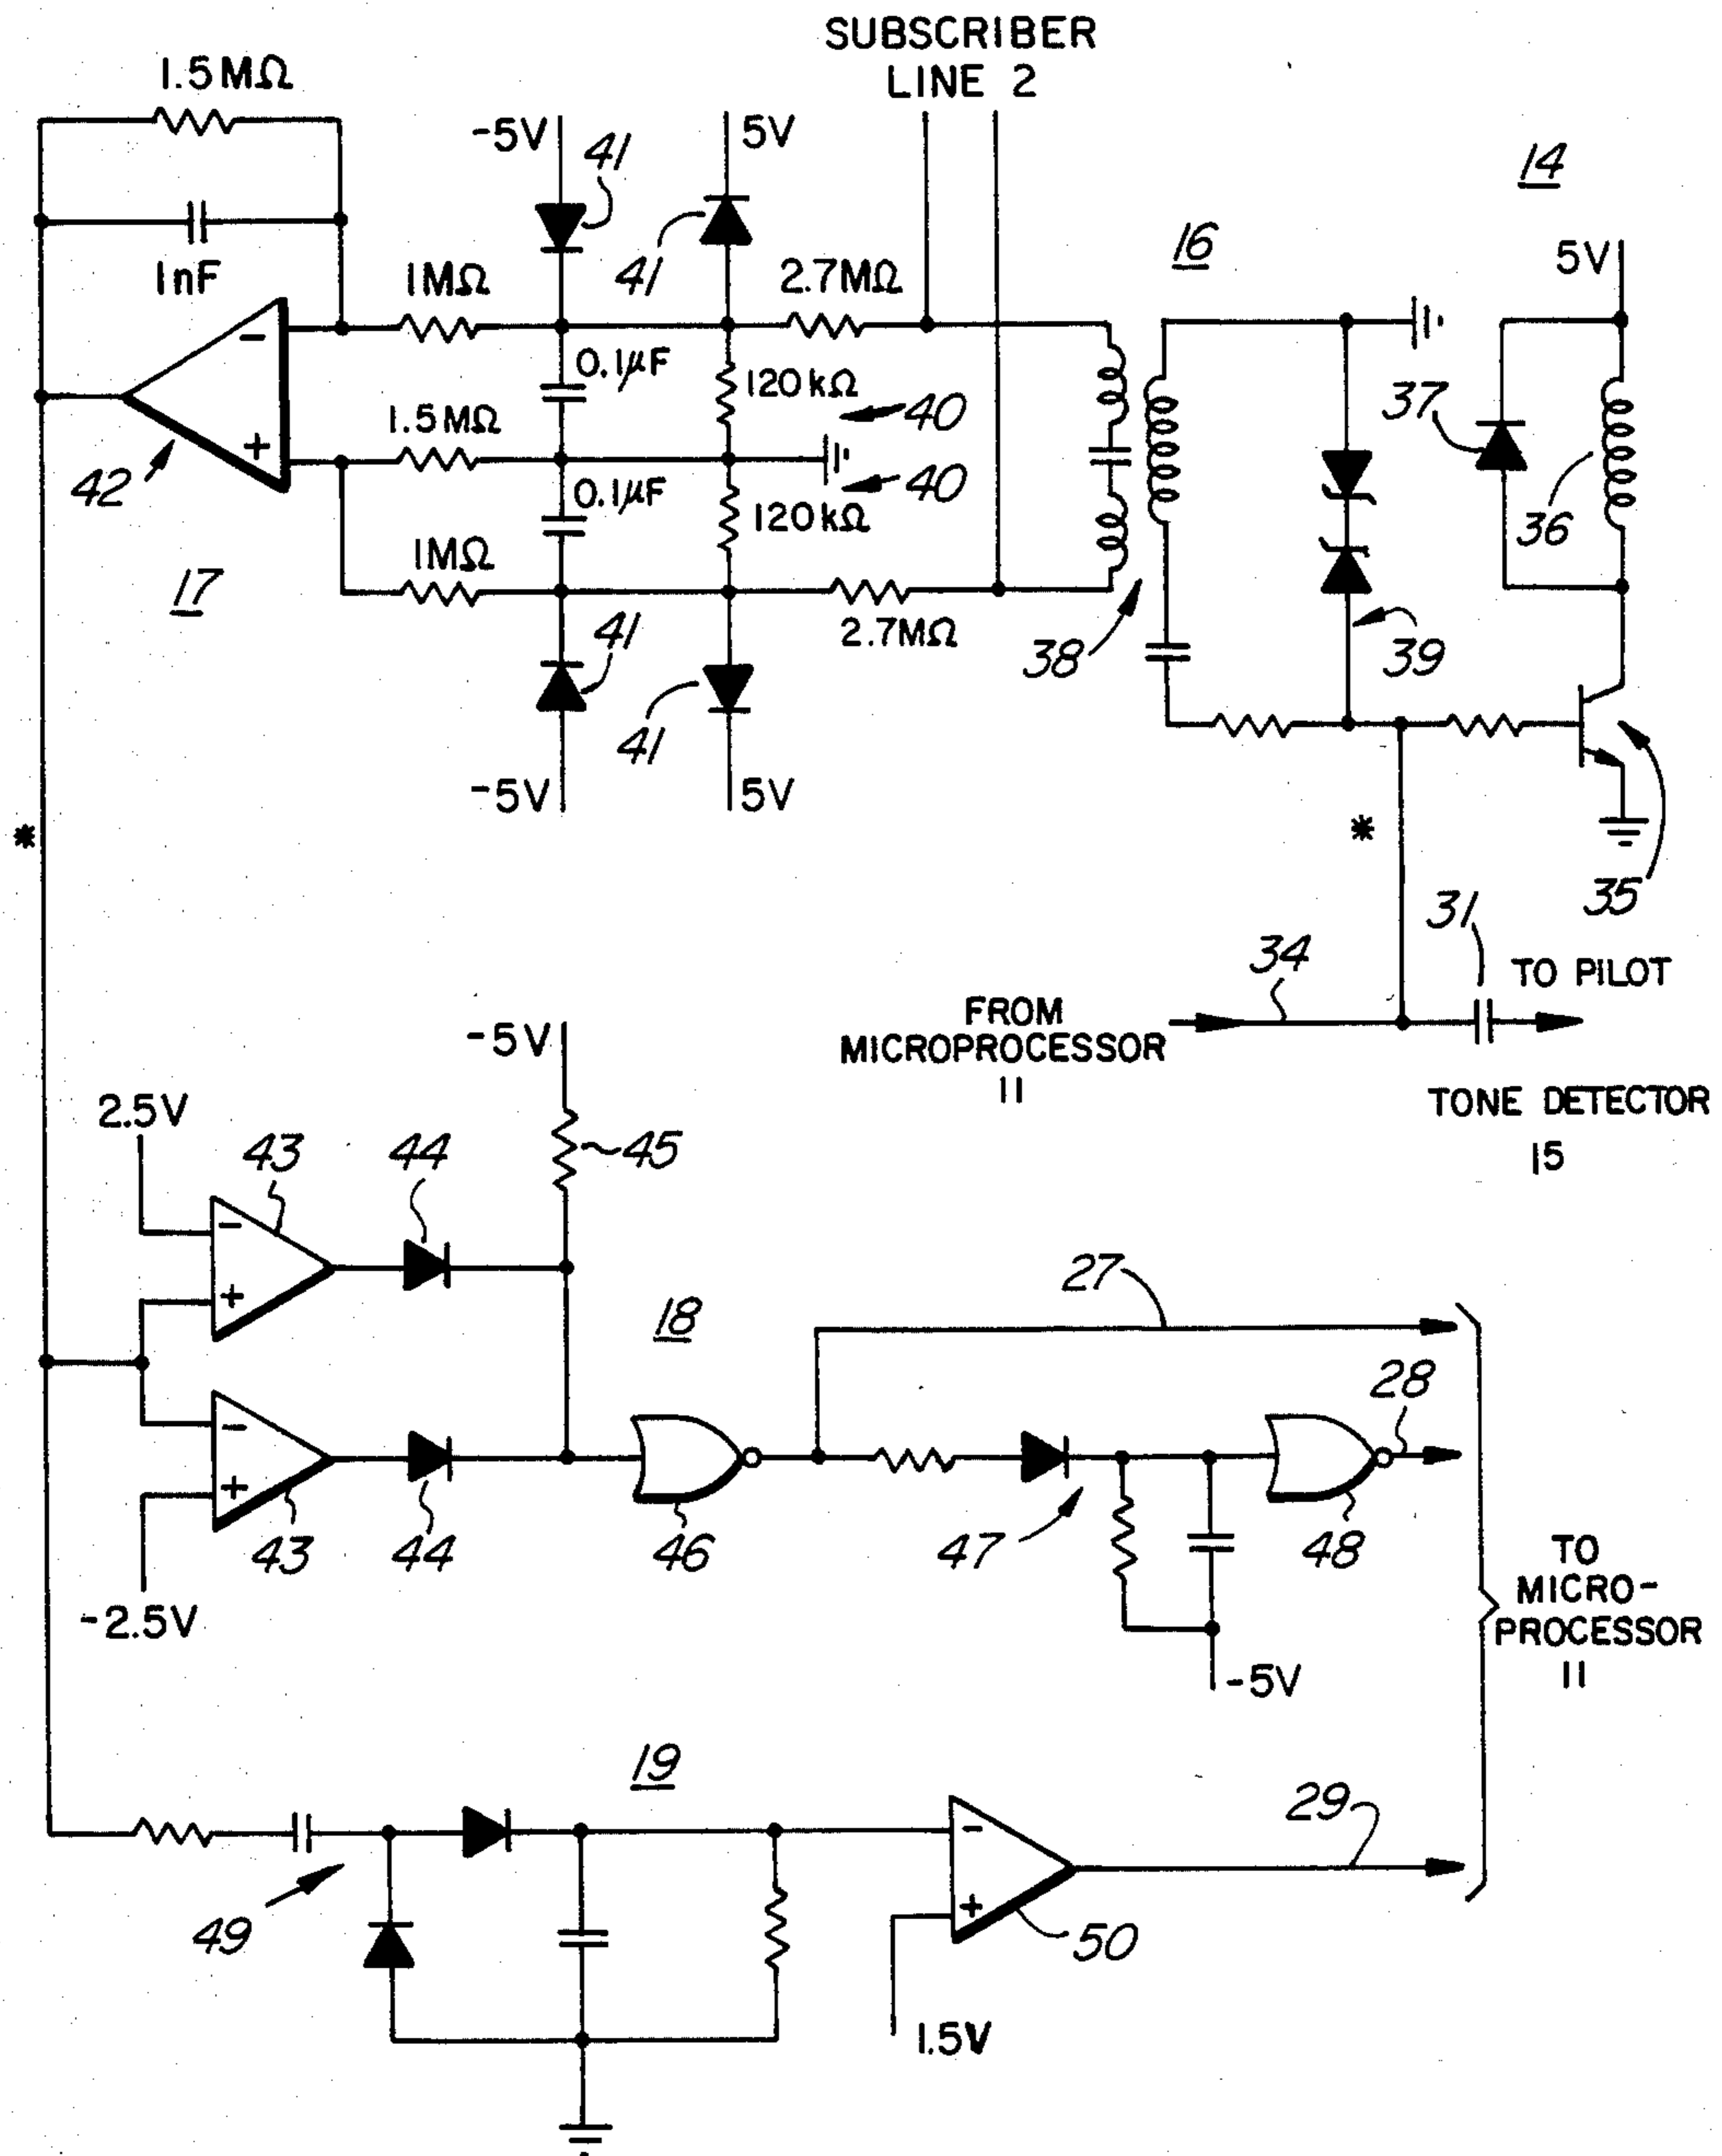 SUBSCRIBER
LINE 2
1.5MΩ
-5V
41
5V
14
1nF
1MΩ
41
2.7MΩ
16
5V
-
0.1μF
120kΩ
40
37
1.5MΩ
+
42
40
36
0.1μF
120kΩ
1MΩ
17
41
2.7MΩ
38
39
41
-5V
5V
*
*
35
31
34
TO PILOT
FROM
MICROPROCESSOR
11
-5V
TONE DETECTOR
15
2.5V
43
44
45
-
+
18
27
28
-
+
43
44
46
47
48
-2.5V
-5V
TO
MICRO-
PROCESSOR
11
19
29
-
+
49
50
1.5V